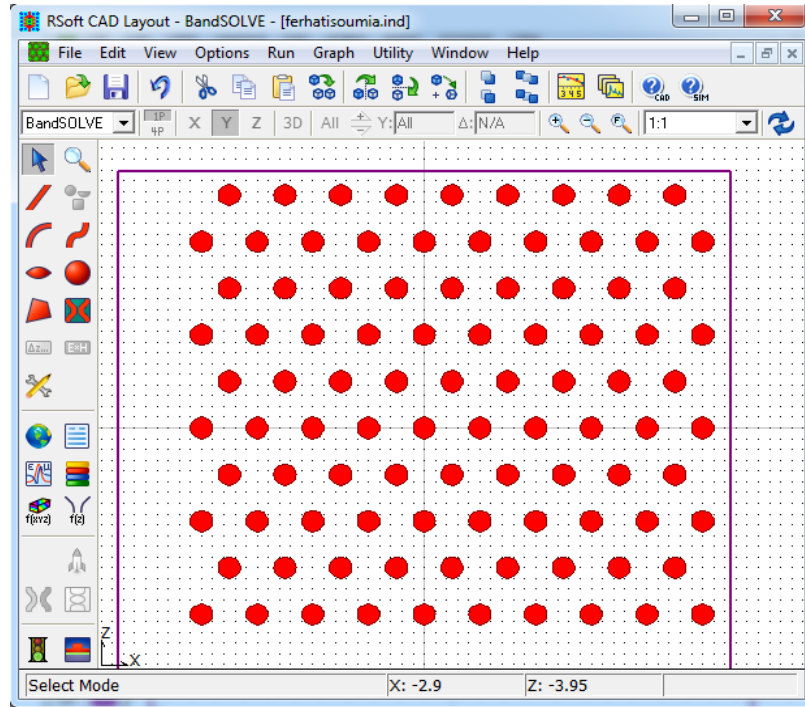 RSoft CAD Layout - BandSOLVE - [ferhatisoumia.ind]
File Edit View Options Run Graph Utility Window Help
345 CAD SIM
BandSOLVE 1P 4P X Y Z 3D All Y: All Δ: N/A F 1:1
Δz... E×H
f(xyz) f(z)
Z
X
Select Mode X: -2.9 Z: -3.95